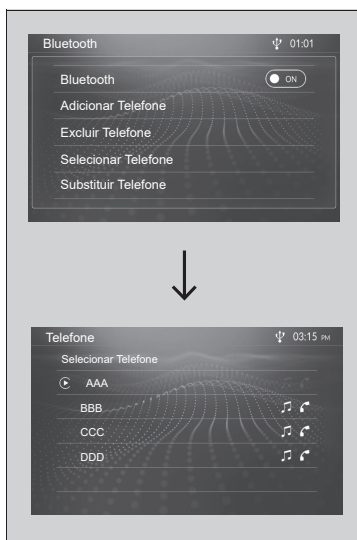 Bluetooth 01:01
Bluetooth ON
Adicionar Telefone
Excluir Telefone
Selecionar Telefone
Substituir Telefone
Telefone 03:15 PM
Selecionar Telefone
AAA
BBB
CCC
DDD